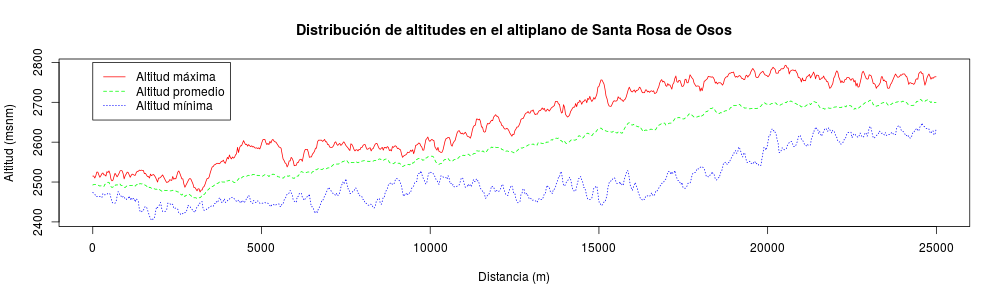 Distribución de altitudes en el altiplano de Santa Rosa de Osos
Altitud máxima
Altitud promedio
Altitud mínima
Altitud (msnm)
2800
2700
2600
2500
2400
0
5000
10000
15000
20000
25000
Distancia (m)